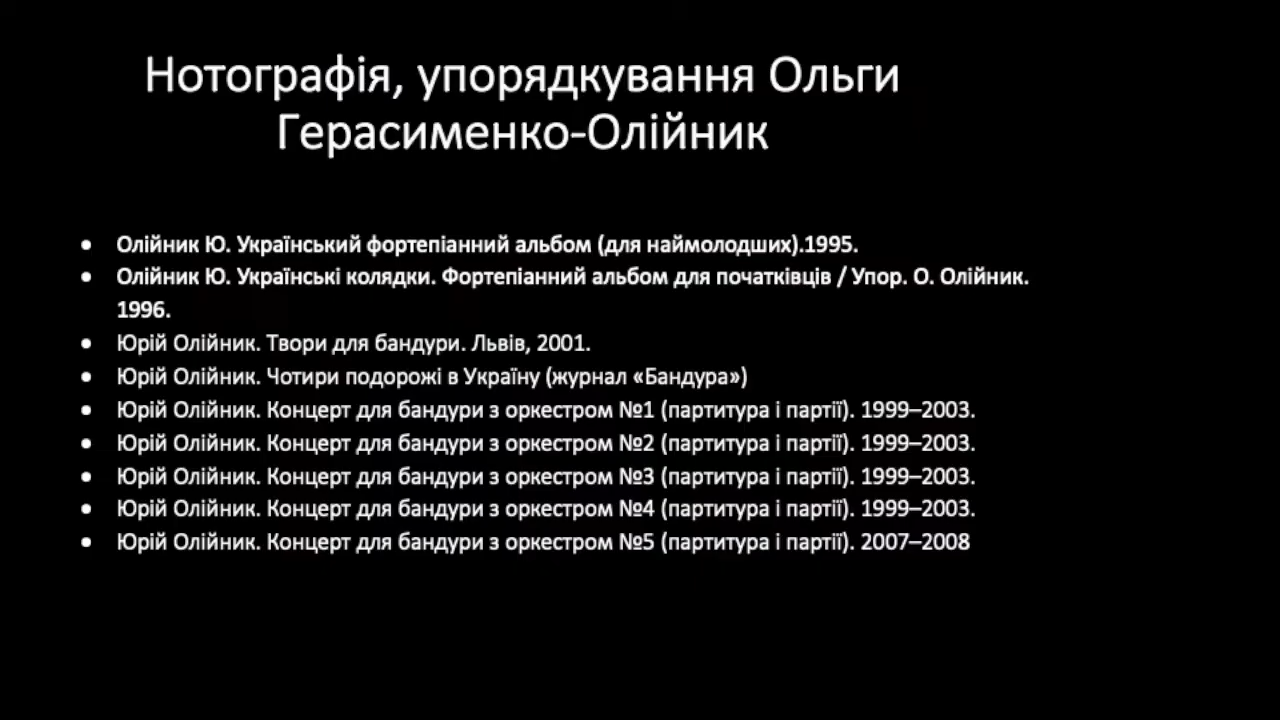 Нотографія, упорядкування Ольги
Герасименко-Олійник
• Олійник Ю. Український фортепіанний альбом (для наймолодших).1995.
• Олійник Ю. Українські колядки. Фортепіанний альбом для початківців / Упор. О. Олійник.
1996.
• Юрій Олійник. Твори для бандури. Львів, 2001.
• Юрій Олійник. Чотири подорожі в Україну (журнал «Бандура»)
• Юрій Олійник. Концерт для бандури з оркестром №1 (партитура і партії). 1999–2003.
• Юрій Олійник. Концерт для бандури з оркестром №2 (партитура і партії). 1999–2003.
• Юрій Олійник. Концерт для бандури з оркестром №3 (партитура і партії). 1999–2003.
• Юрій Олійник. Концерт для бандури з оркестром №4 (партитура і партії). 1999–2003.
• Юрій Олійник. Концерт для бандури з оркестром №5 (партитура і партії). 2007–2008